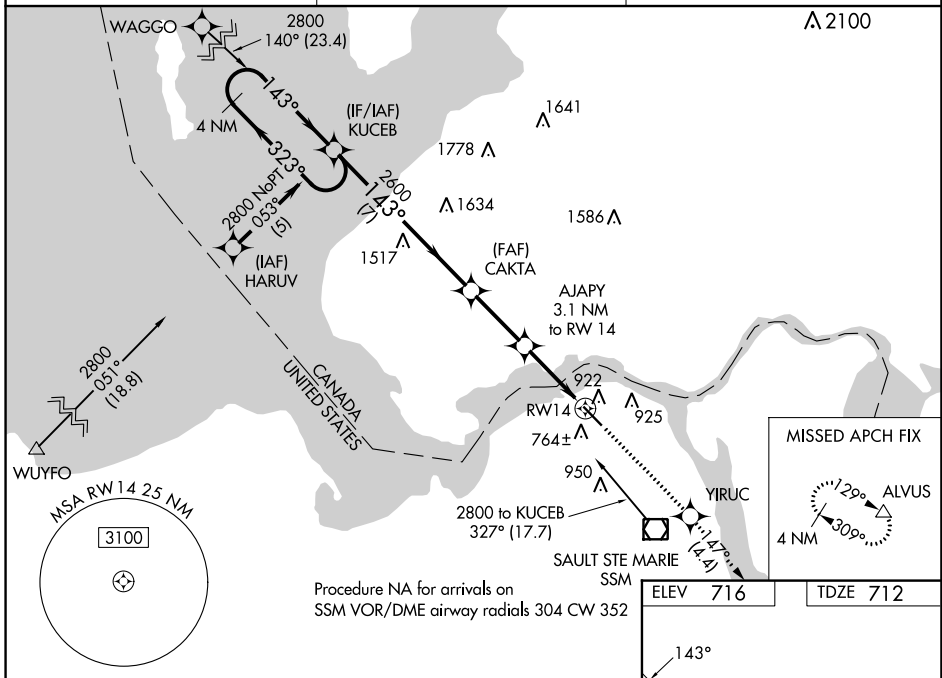 WAGGO
2800
140° (23.4)
2100
143°
4 NM
(IF/IAF)
KUCEB
1641
1778
323°
2800 NoPT
053°
(5)
2600
143°
(7)
1634
1586
1517
(IAF)
HARUV
(FAF)
CAKTA
AJAPY
3.1 NM
to RW 14
2800
051°
(18.8)
CANADA
UNITED STATES
922
RW14
925
764±
WUYFO
950
YIRUC
MISSED APCH FIX
129°
ALVUS
4 NM
309°
MSA RW14 25 NM
3100
2800 to KUCEB
327° (17.7)
SAULT STE MARIE
SSM
147°
(4.4)
Procedure NA for arrivals on
SSM VOR/DME airway radials 304 CW 352
ELEV 716
TDZE 712
143°